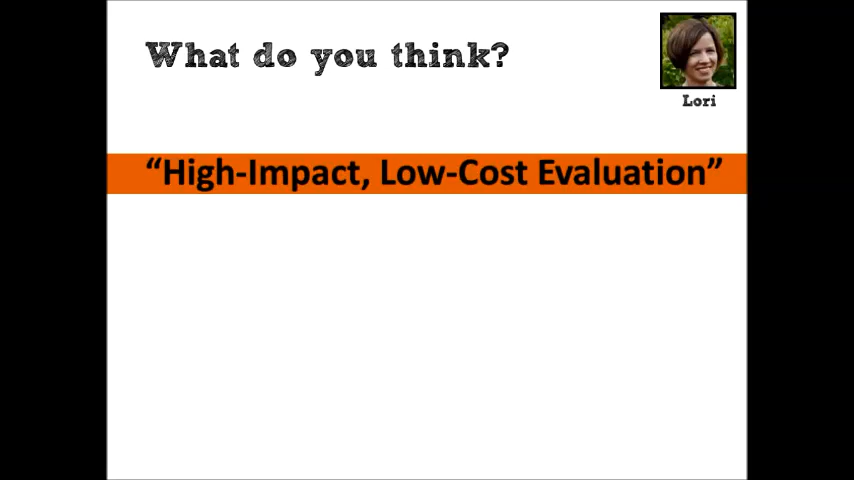 What do you think?
Lori
“High-Impact, Low-Cost Evaluation”